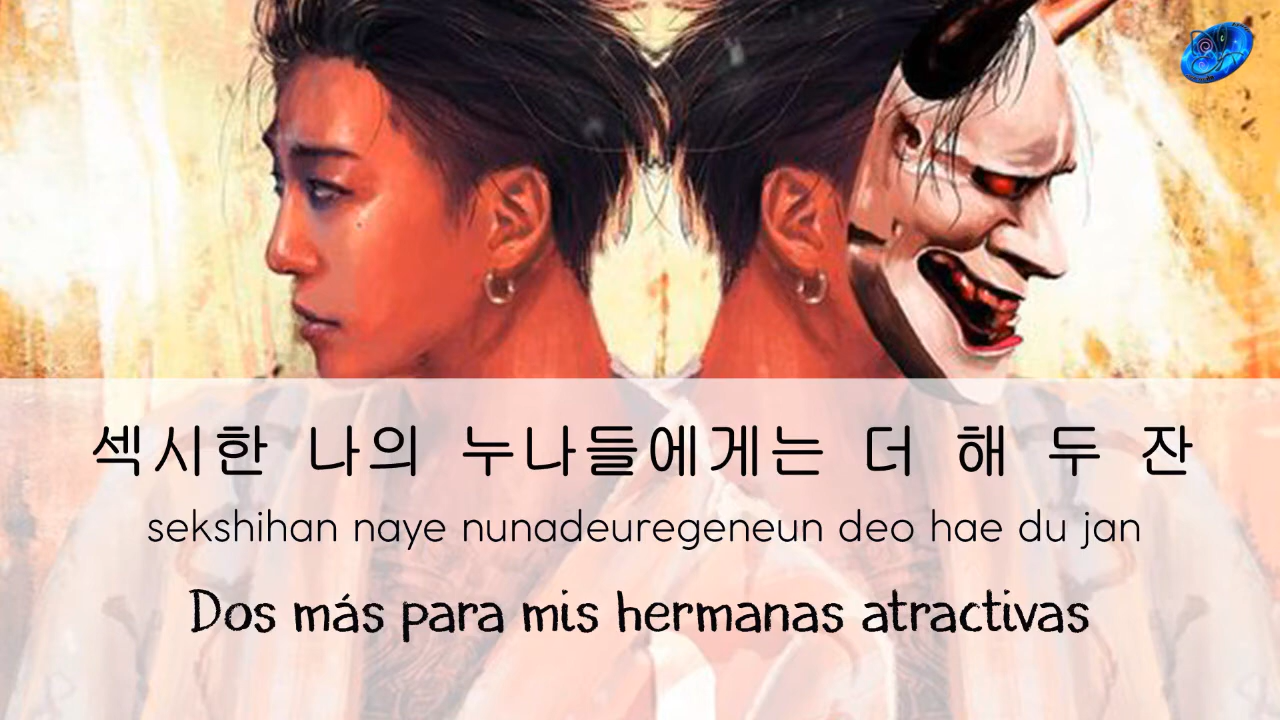 섹시한 나의 누나들에게는 더 해 두 잔
sekshihan naye nunadeuregeneun deo hae du jan
Dos más para mis hermanas atractivas